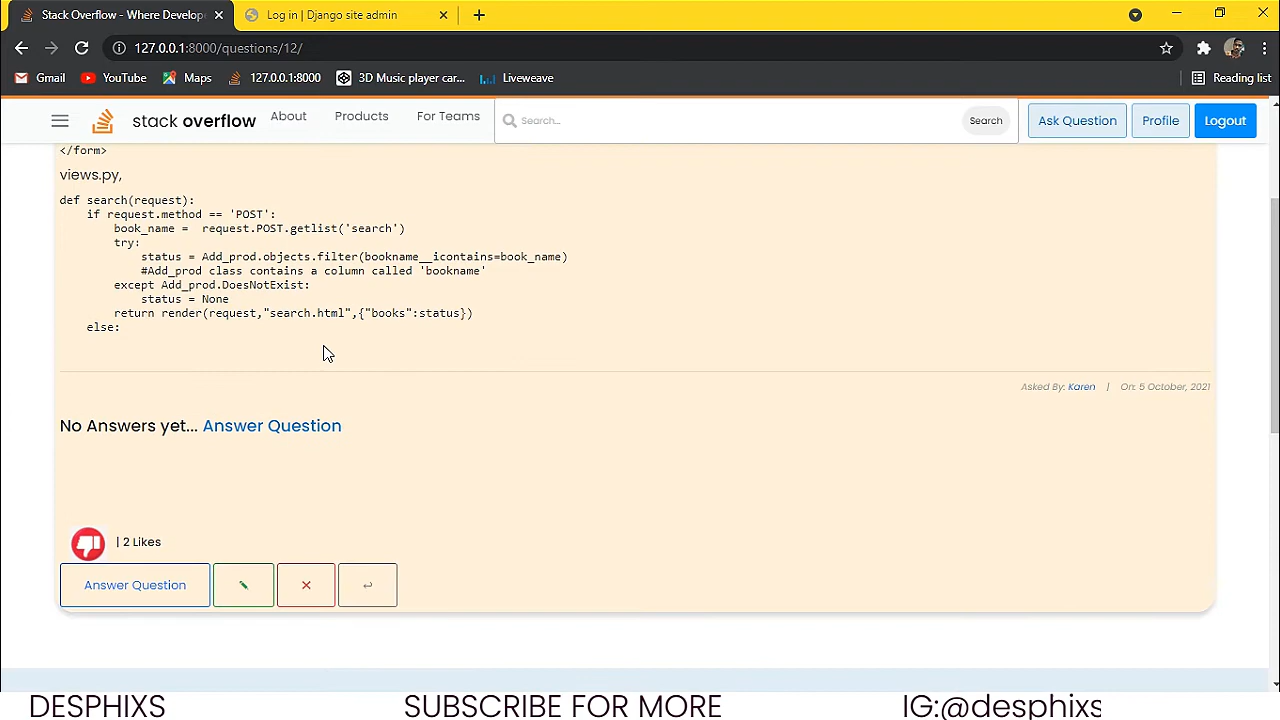 Stack Overflow - Where Develop
Log in | Django site admin
127.0.0.1:8000/questions/12/
Gmail
YouTube
Maps
127.0.0.1:8000
3D Music player car...
Liveweave
Reading list
stack overflow
About
Products
For Teams
Search...
Search
Ask Question
Profile
Logout
</form>
views.py,
def search(request):
    if request.method == 'POST':
        book_name =  request.POST.getlist('search')
        try:
            status = Add_prod.objects.filter(bookname__icontains=book_name)
            #Add_prod class contains a column called 'bookname'
        except Add_prod.DoesNotExist:
            status = None
        return render(request,"search.html",{"books":status})
    else:
Asked By: Karen | On: 5 October, 2021
No Answers yet... Answer Question
| 2 Likes
Answer Question
DESPHIXS
SUBSCRIBE FOR MORE
IG:@desphixs